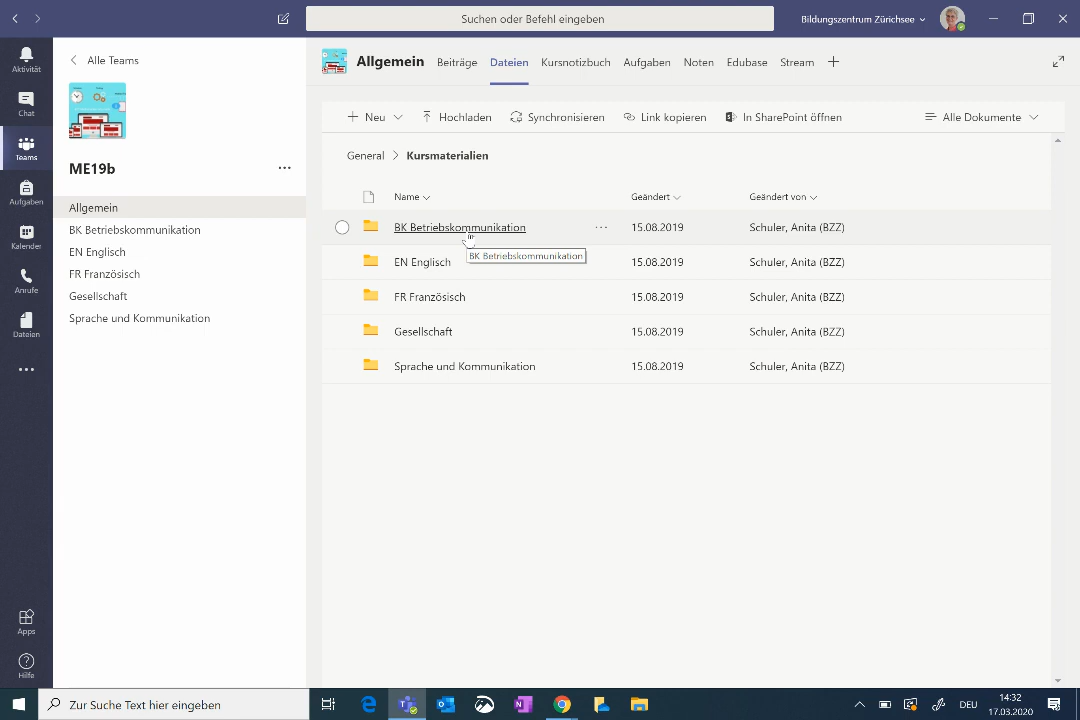 Suchen oder Befehl eingeben
Bildungszentrum Zürichsee
Aktivität
Chat
Teams
Aufgaben
Kalender
Anrufe
Dateien
Apps
Hilfe
Alle Teams
ME19b
Allgemein
BK Betriebskommunikation
EN Englisch
FR Französisch
Gesellschaft
Sprache und Kommunikation
Allgemein Beiträge Dateien Kursnotizbuch Aufgaben Noten Edubase Stream
Neu Hochladen Synchronisieren Link kopieren In SharePoint öffnen Alle Dokumente
General > Kursmaterialien
Name Geändert Geändert von
BK Betriebskommunikation 15.08.2019 Schuler, Anita (BZZ)
BK Betriebskommunikation
EN Englisch 15.08.2019 Schuler, Anita (BZZ)
FR Französisch 15.08.2019 Schuler, Anita (BZZ)
Gesellschaft 15.08.2019 Schuler, Anita (BZZ)
Sprache und Kommunikation 15.08.2019 Schuler, Anita (BZZ)
Zur Suche Text hier eingeben
DEU
14:32
17.03.2020